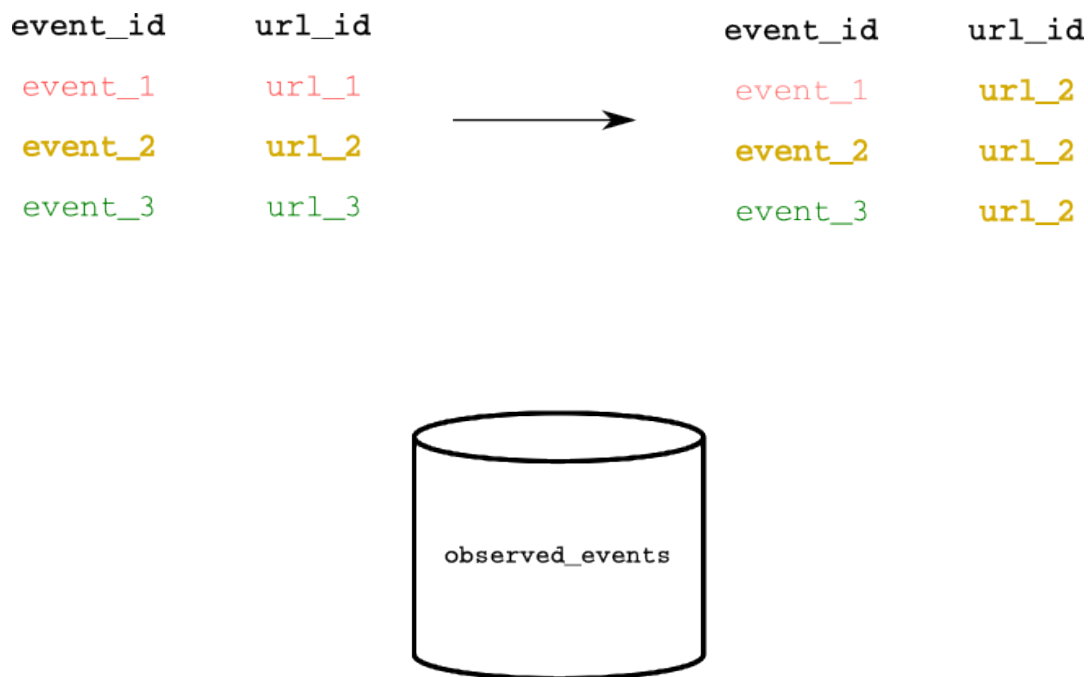 event_id url_id
event_1 url_1
event_2 url_2
event_3 url_3
event_id url_id
event_1 url_2
event_2 url_2
event_3 url_2
observed_events